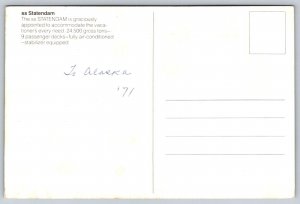 ss Statendam
The ss STATENDAM is graciously
appointed to accommodate the vaca-
tioner's every need. 24,500 gross tons—
9 passenger decks—fully air-conditioned
—stabilizer equipped.
To Alaska
'71